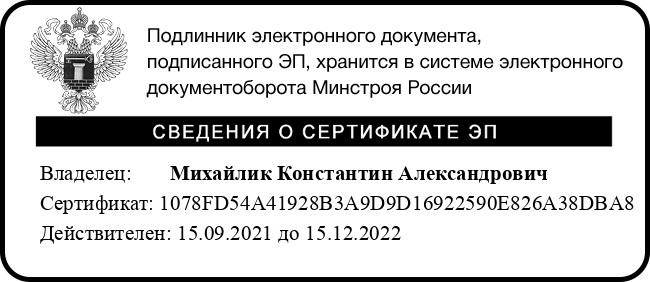 Подлинник электронного документа,
подписанного ЭП, хранится в системе электронного
документооборота Минстроя России
СВЕДЕНИЯ О СЕРТИФИКАТЕ ЭП
Владелец: Михайлик Константин Александрович
Сертификат: 1078FD54A41928B3A9D9D16922590E826A38DBA8
Действителен: 15.09.2021 до 15.12.2022